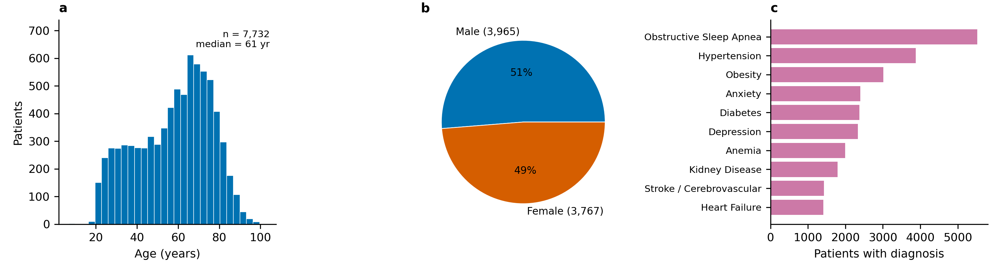 a
n = 7,732
median = 61 yr
700
600
500
400
300
200
100
0
Patients
20 40 60 80 100
Age (years)
b
Male (3,965)
51%
49%
Female (3,767)
c
Obstructive Sleep Apnea
Hypertension
Obesity
Anxiety
Diabetes
Depression
Anemia
Kidney Disease
Stroke / Cerebrovascular
Heart Failure
0 1000 2000 3000 4000 5000
Patients with diagnosis